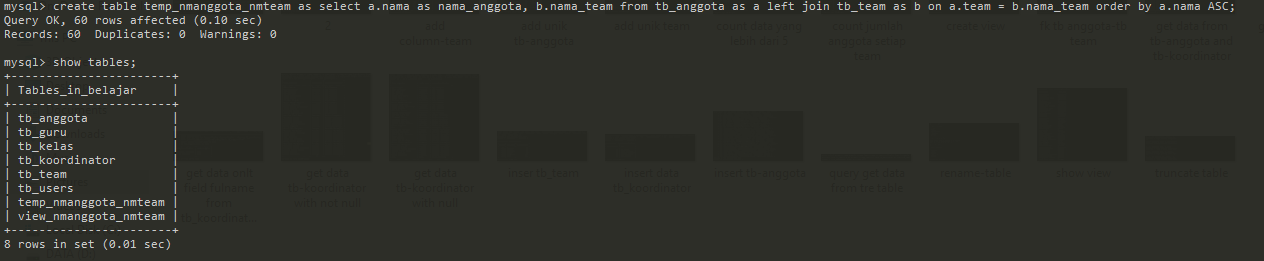 mysql> create table temp_nmanggota_nmteam as select a.nama as nama_anggota, b.nama_team from tb_anggota as a left join tb_team as b on a.team = b.nama_team order by a.nama ASC;
Query OK, 60 rows affected (0.10 sec)
Records: 60  Duplicates: 0  Warnings: 0
mysql> show tables;
+-----------------------+
| Tables_in_belajar     |
+-----------------------+
| tb_anggota            |
| tb_guru               |
| tb_kelas              |
| tb_koordinator        |
| tb_team               |
| tb_users              |
| temp_nmanggota_nmteam |
| view_nmanggota_nmteam |
+-----------------------+
8 rows in set (0.01 sec)